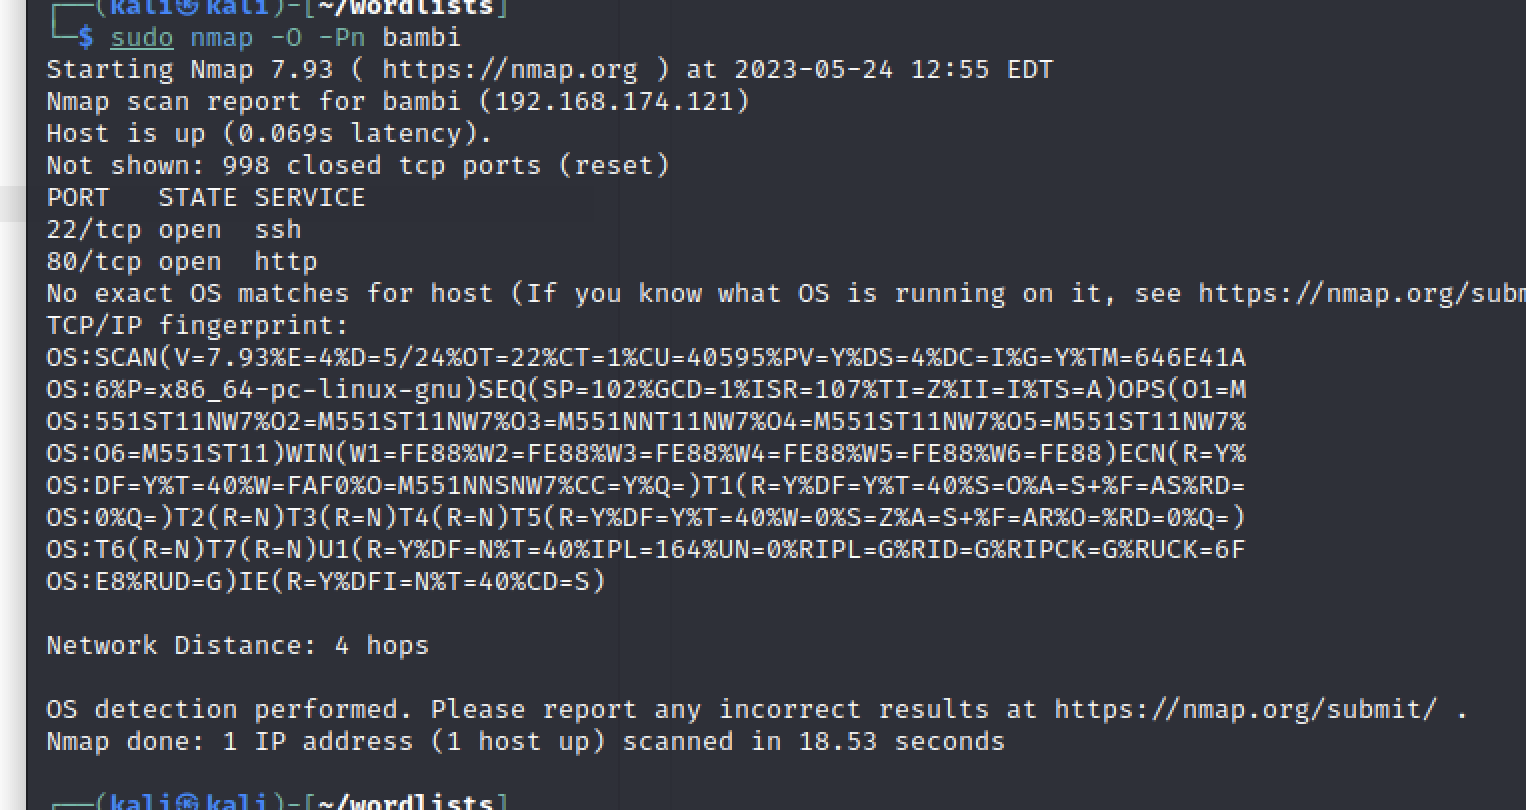 ┌──(kali㉿kali)-[~/wordlists]
└─$ sudo nmap -O -Pn bambi
Starting Nmap 7.93 ( https://nmap.org ) at 2023-05-24 12:55 EDT
Nmap scan report for bambi (192.168.174.121)
Host is up (0.069s latency).
Not shown: 998 closed tcp ports (reset)
PORT   STATE SERVICE
22/tcp open  ssh
80/tcp open  http
No exact OS matches for host (If you know what OS is running on it, see https://nmap.org/subm
TCP/IP fingerprint:
OS:SCAN(V=7.93%E=4%D=5/24%OT=22%CT=1%CU=40595%PV=Y%DS=4%DC=I%G=Y%TM=646E41A
OS:6%P=x86_64-pc-linux-gnu)SEQ(SP=102%GCD=1%ISR=107%TI=Z%II=I%TS=A)OPS(O1=M
OS:551ST11NW7%O2=M551ST11NW7%O3=M551NNT11NW7%O4=M551ST11NW7%O5=M551ST11NW7%
OS:O6=M551ST11)WIN(W1=FE88%W2=FE88%W3=FE88%W4=FE88%W5=FE88%W6=FE88)ECN(R=Y%
OS:DF=Y%T=40%W=FAF0%O=M551NNSNW7%CC=Y%Q=)T1(R=Y%DF=Y%T=40%S=O%A=S+%F=AS%RD=
OS:0%Q=)T2(R=N)T3(R=N)T4(R=N)T5(R=Y%DF=Y%T=40%W=0%S=Z%A=S+%F=AR%O=%RD=0%Q=)
OS:T6(R=N)T7(R=N)U1(R=Y%DF=N%T=40%IPL=164%UN=0%RIPL=G%RID=G%RIPCK=G%RUCK=6F
OS:E8%RUD=G)IE(R=Y%DFI=N%T=40%CD=S)
Network Distance: 4 hops
OS detection performed. Please report any incorrect results at https://nmap.org/submit/ .
Nmap done: 1 IP address (1 host up) scanned in 18.53 seconds
┌──(kali㉿kali)-[~/wordlists]